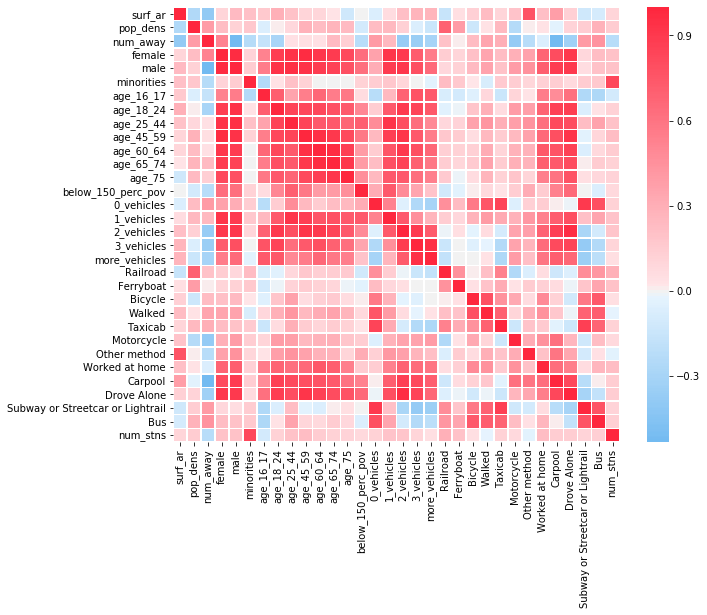 surf_ar
pop_dens
num_away
female
male
minorities
age_16_17
age_18_24
age_25_44
age_45_59
age_60_64
age_65_74
age_75
below_150_perc_pov
0_vehicles
1_vehicles
2_vehicles
3_vehicles
more_vehicles
Railroad
Ferryboat
Bicycle
Walked
Taxicab
Motorcycle
Other method
Worked at home
Carpool
Drove Alone
Subway or Streetcar or Lightrail
Bus
num_stns
surf_ar
pop_dens
num_away
female
male
minorities
age_16_17
age_18_24
age_25_44
age_45_59
age_60_64
age_65_74
age_75
below_150_perc_pov
0_vehicles
1_vehicles
2_vehicles
3_vehicles
more_vehicles
Railroad
Ferryboat
Bicycle
Walked
Taxicab
Motorcycle
Other method
Worked at home
Carpool
Drove Alone
Subway or Streetcar or Lightrail
Bus
num_stns
0.9
0.6
0.3
0.0
−0.3